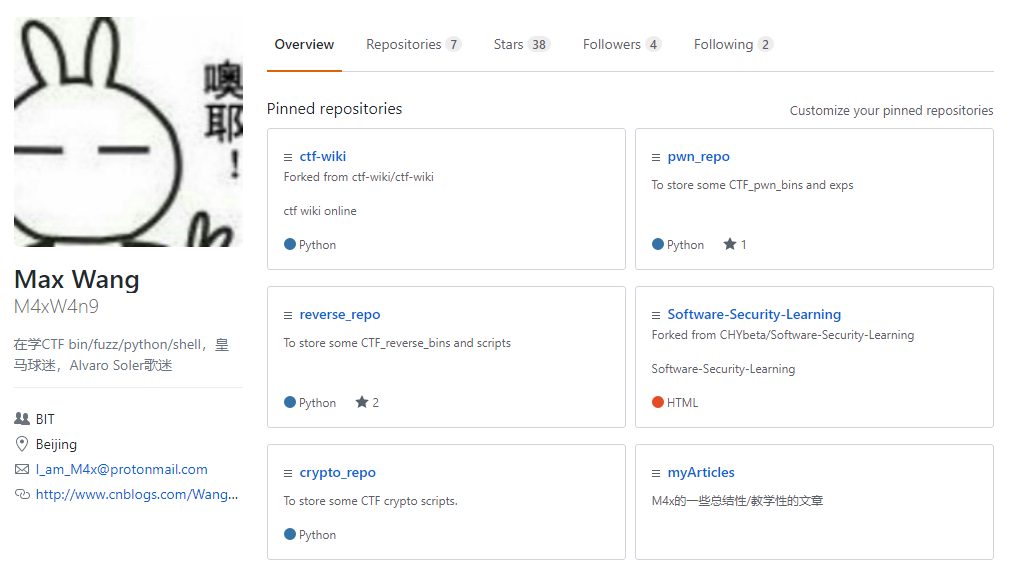 噢
耶
!
Max Wang
M4xW4n9
在学CTF bin/fuzz/python/shell，皇
马球迷，Alvaro Soler歌迷
BIT
Beijing
I_am_M4x@protonmail.com
http://www.cnblogs.com/Wang...
Overview Repositories 7 Stars 38 Followers 4 Following 2
Pinned repositories
Customize your pinned repositories
ctf-wiki
Forked from ctf-wiki/ctf-wiki
ctf wiki online
Python
pwn_repo
To store some CTF_pwn_bins and exps
Python 1
reverse_repo
To store some CTF_reverse_bins and scripts
Python 2
Software-Security-Learning
Forked from CHYbeta/Software-Security-Learning
Software-Security-Learning
HTML
crypto_repo
To store some CTF crypto scripts.
Python
myArticles
M4x的一些总结性/教学性的文章